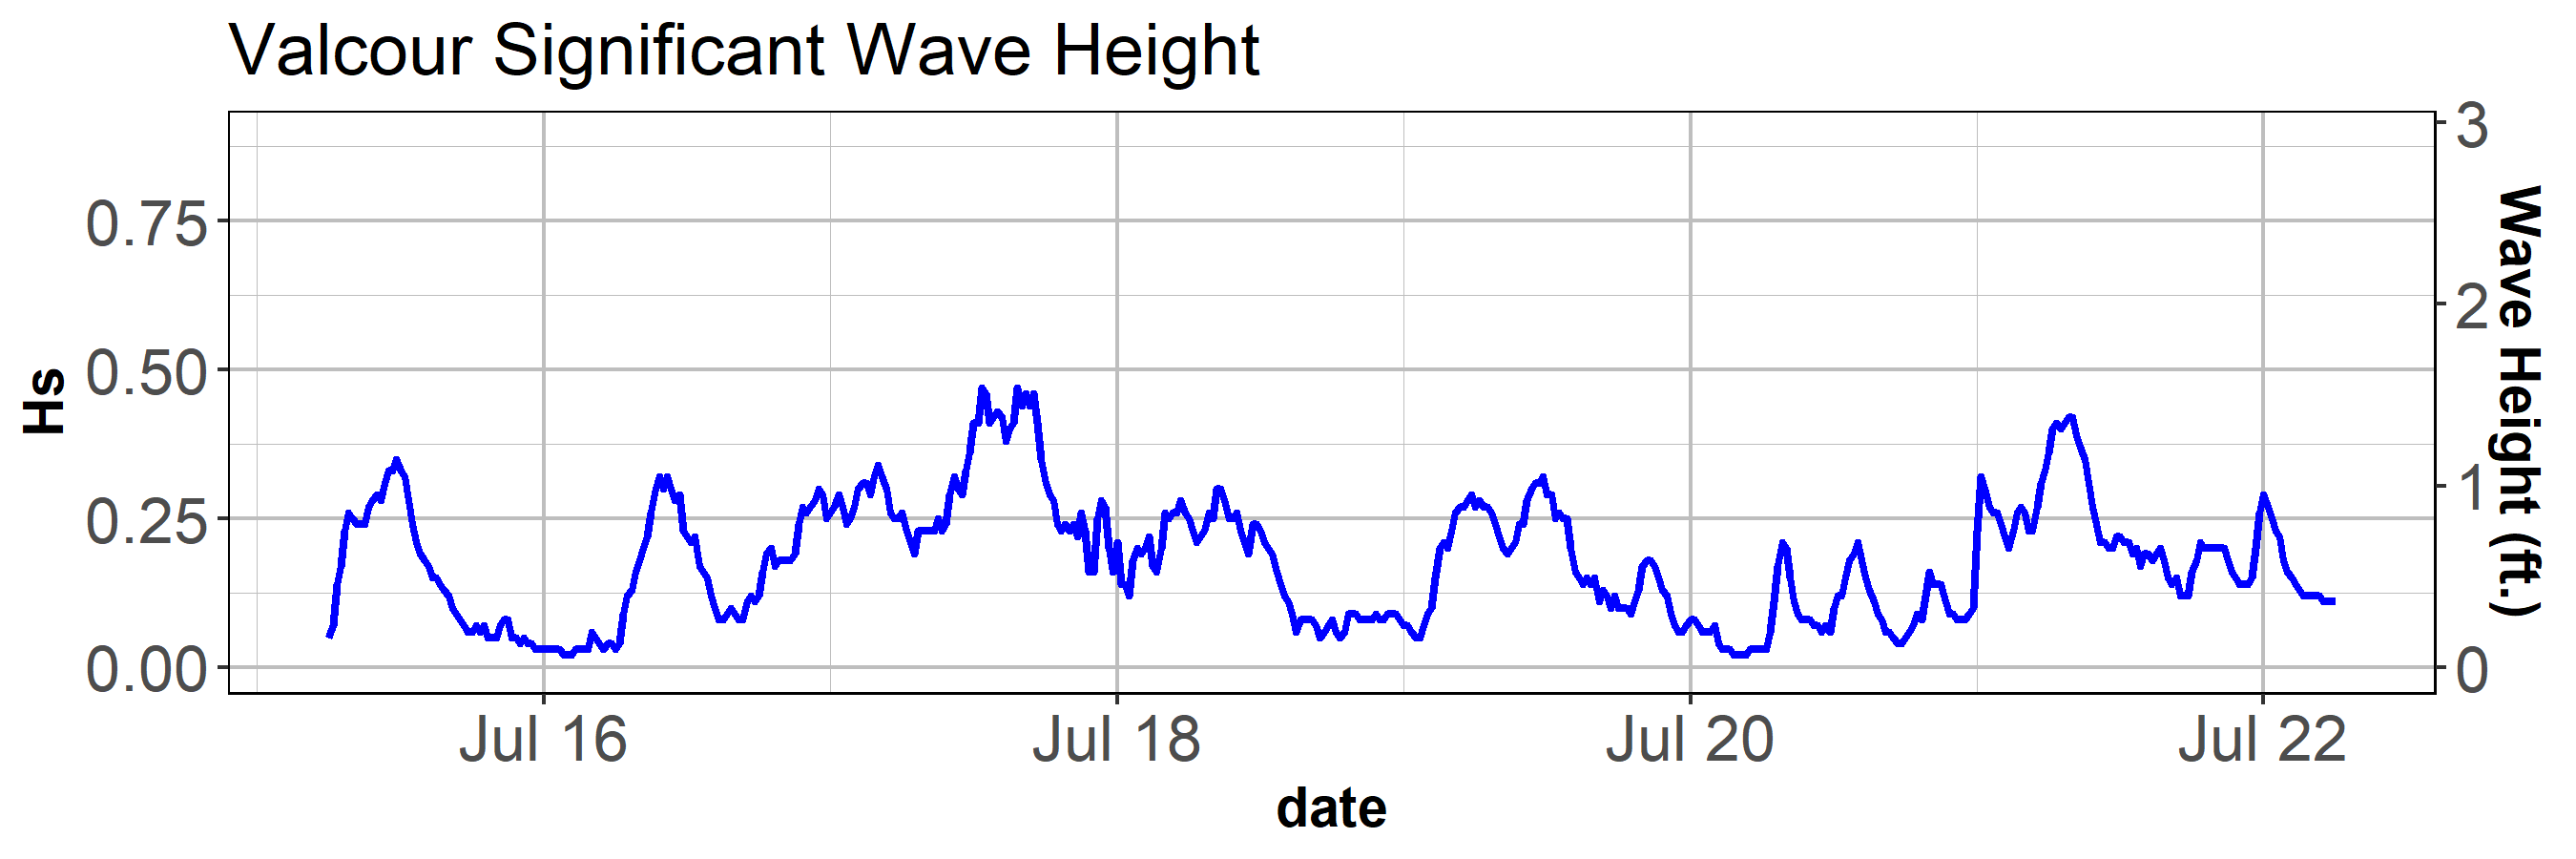 Valcour Significant Wave Height
3
0.75
2
0.50
1
0.25
0.00
0
Hs
Wave Height (ft.)
Jul 16
Jul 18
Jul 20
Jul 22
date